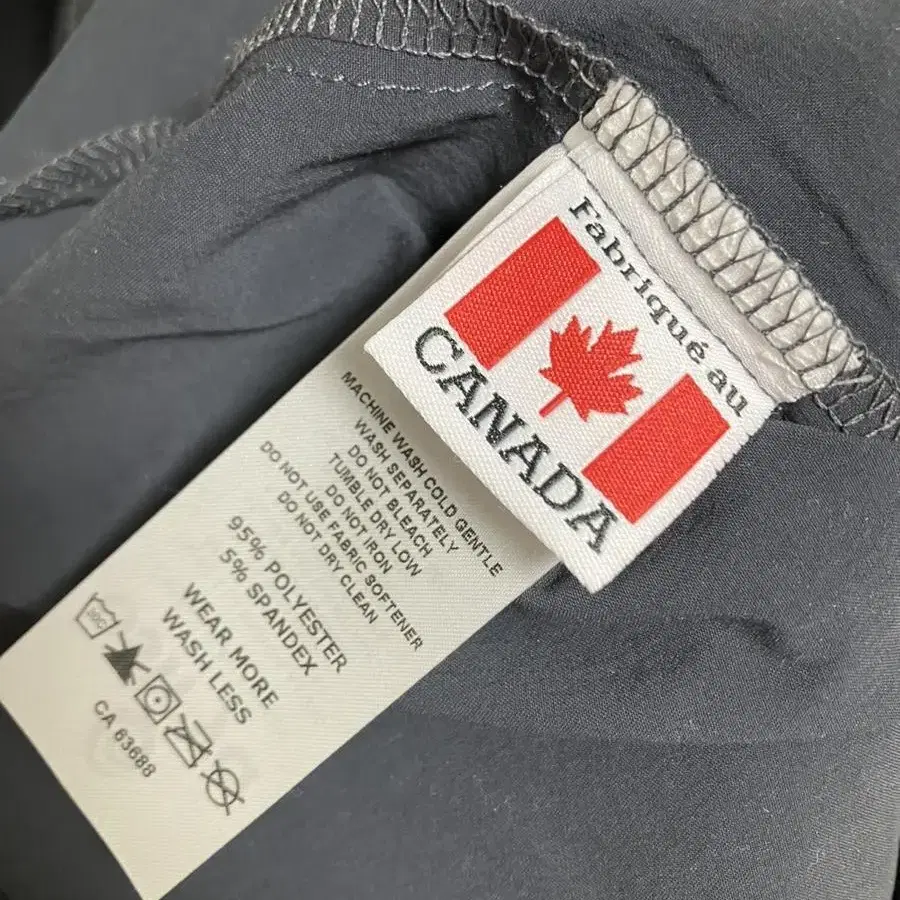 Fabriqué au
CANADA
MACHINE WASH COLD GENTLE
WASH SEPARATELY
DO NOT BLEACH
TUMBLE DRY LOW
DO NOT IRON
DO NOT USE FABRIC SOFTENER
DO NOT DRY CLEAN
95% POLYESTER
5% SPANDEX
WEAR MORE
WASH LESS
30C
CA 63688